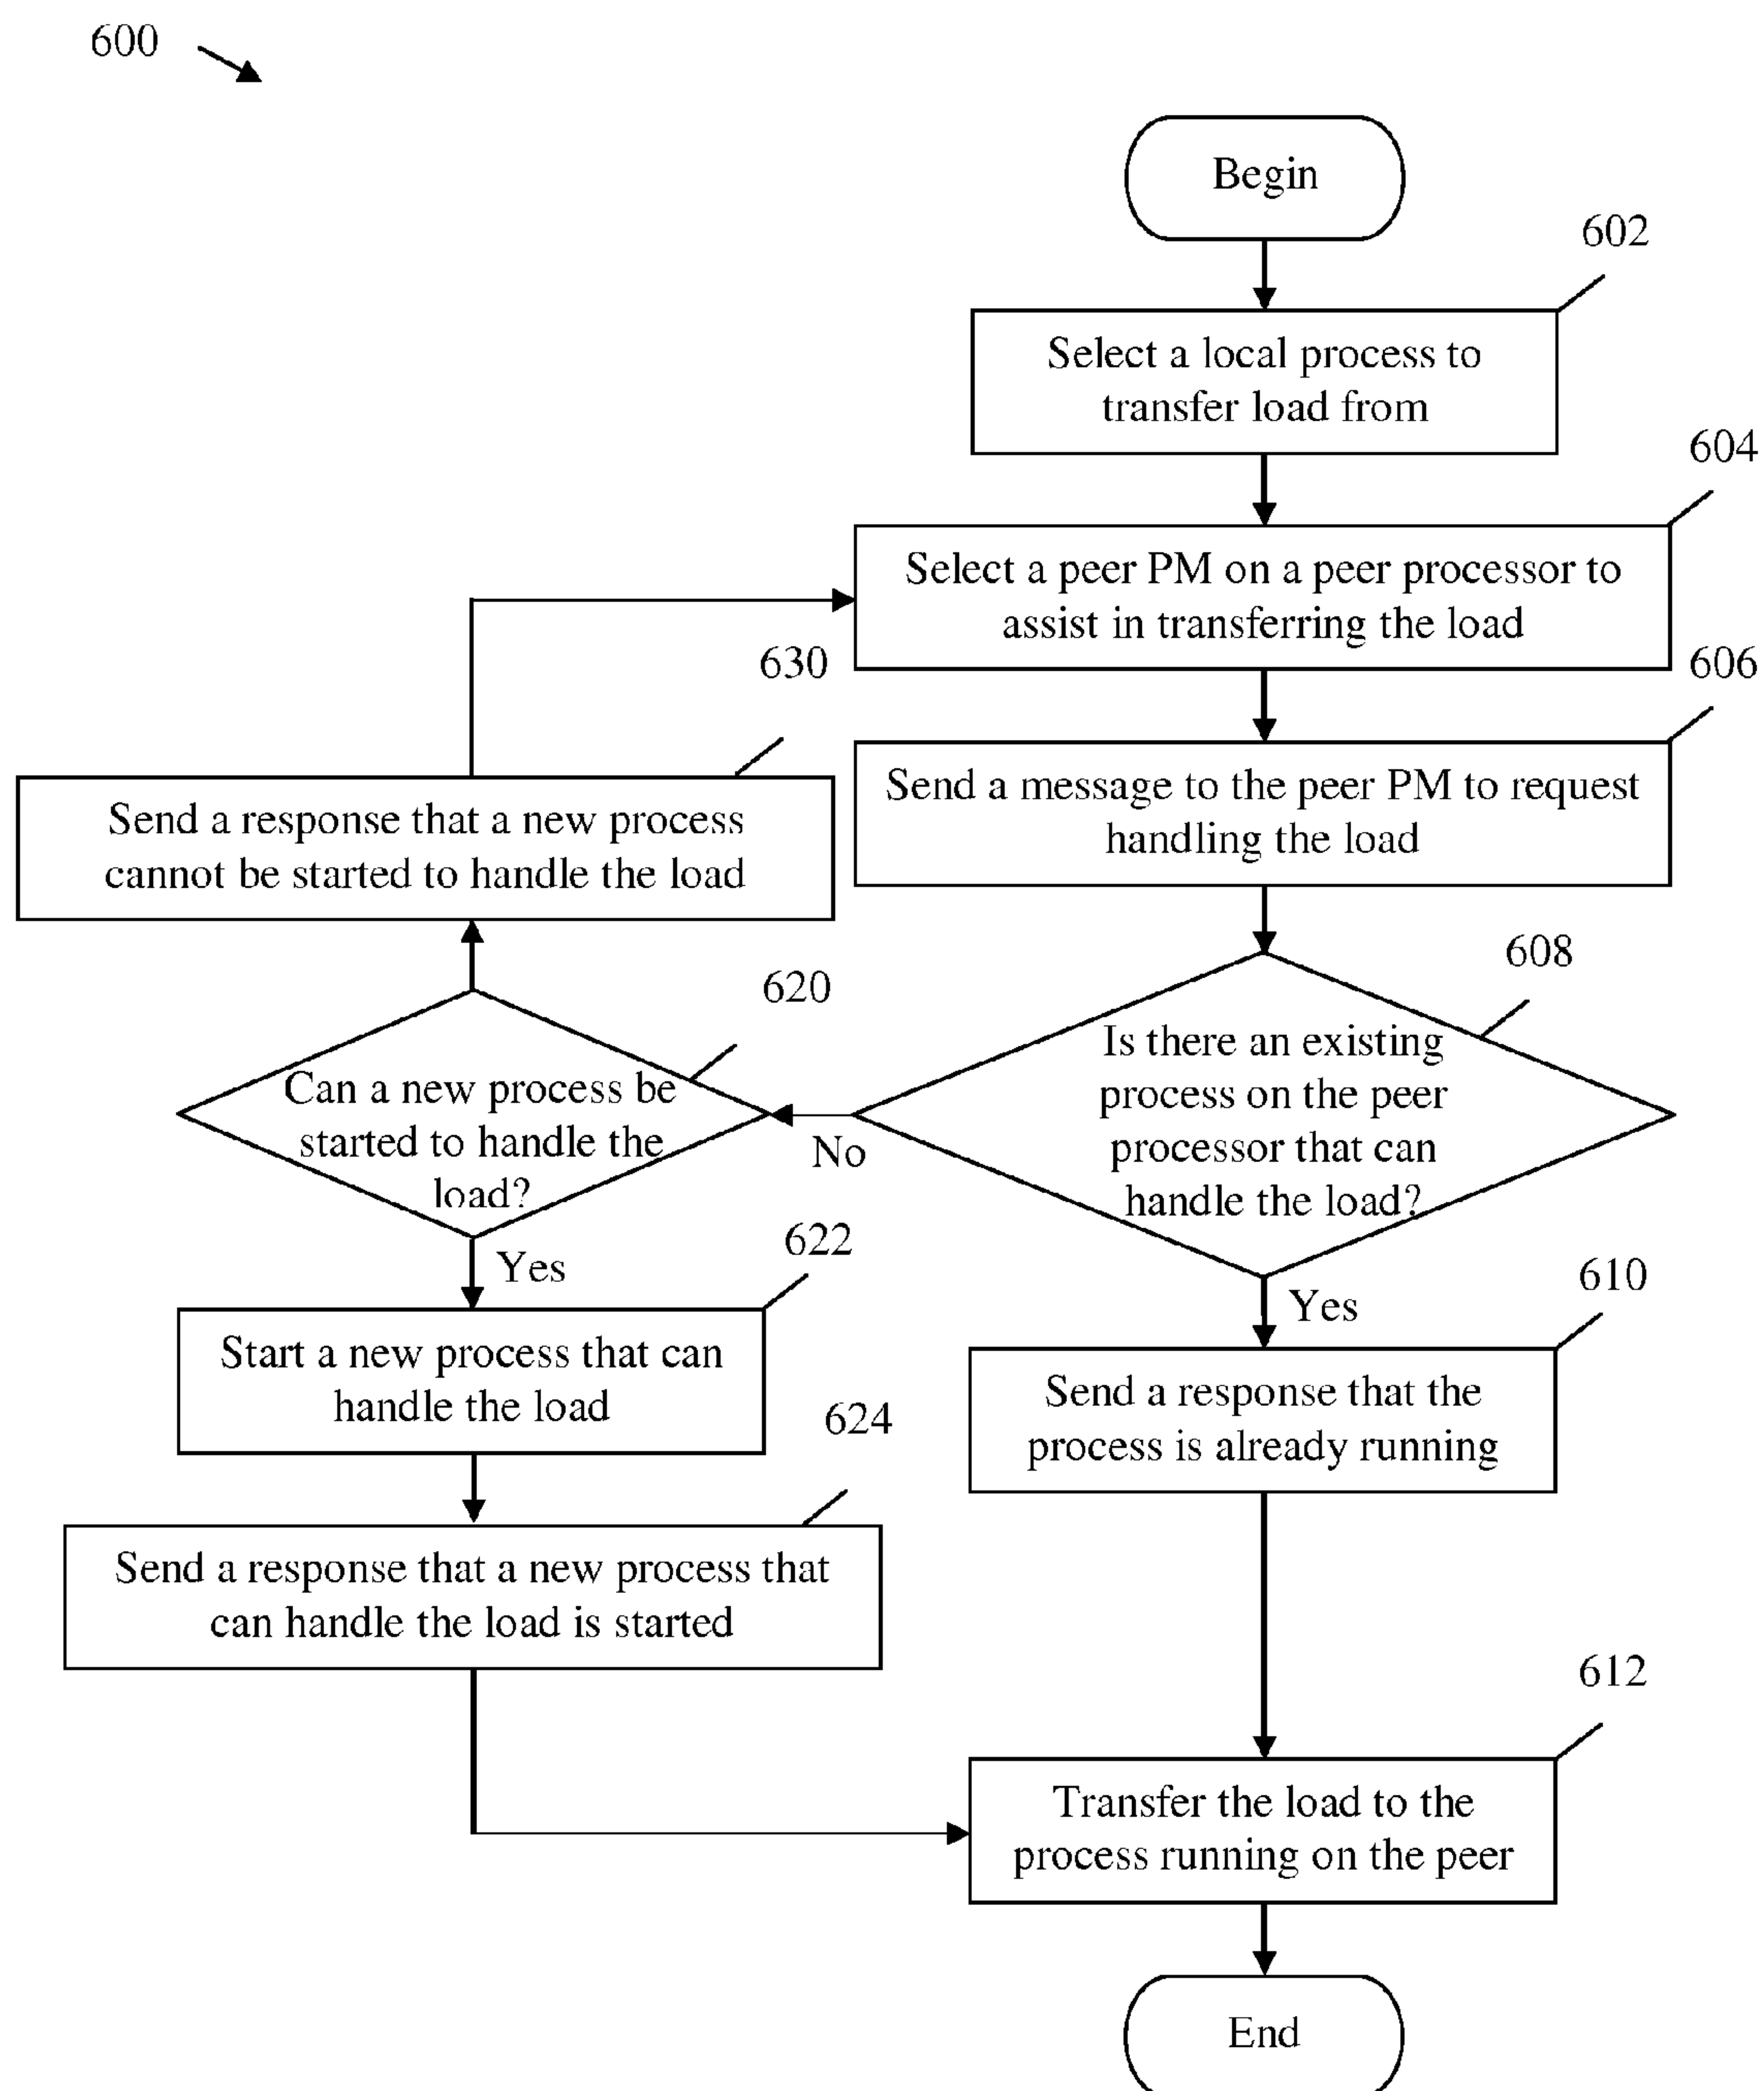 600
Begin
602
Select a local process to
transfer load from
604
Select a peer PM on a peer processor to
assist in transferring the load
630
606
Send a response that a new process
cannot be started to handle the load
Send a message to the peer PM to request
handling the load
620
608
Can a new process be
started to handle the
load?
No
Is there an existing
process on the peer
processor that can
handle the load?
Yes
622
Yes
610
Start a new process that can
handle the load
Send a response that the
process is already running
624
Send a response that a new process that
can handle the load is started
612
Transfer the load to the
process running on the peer
End